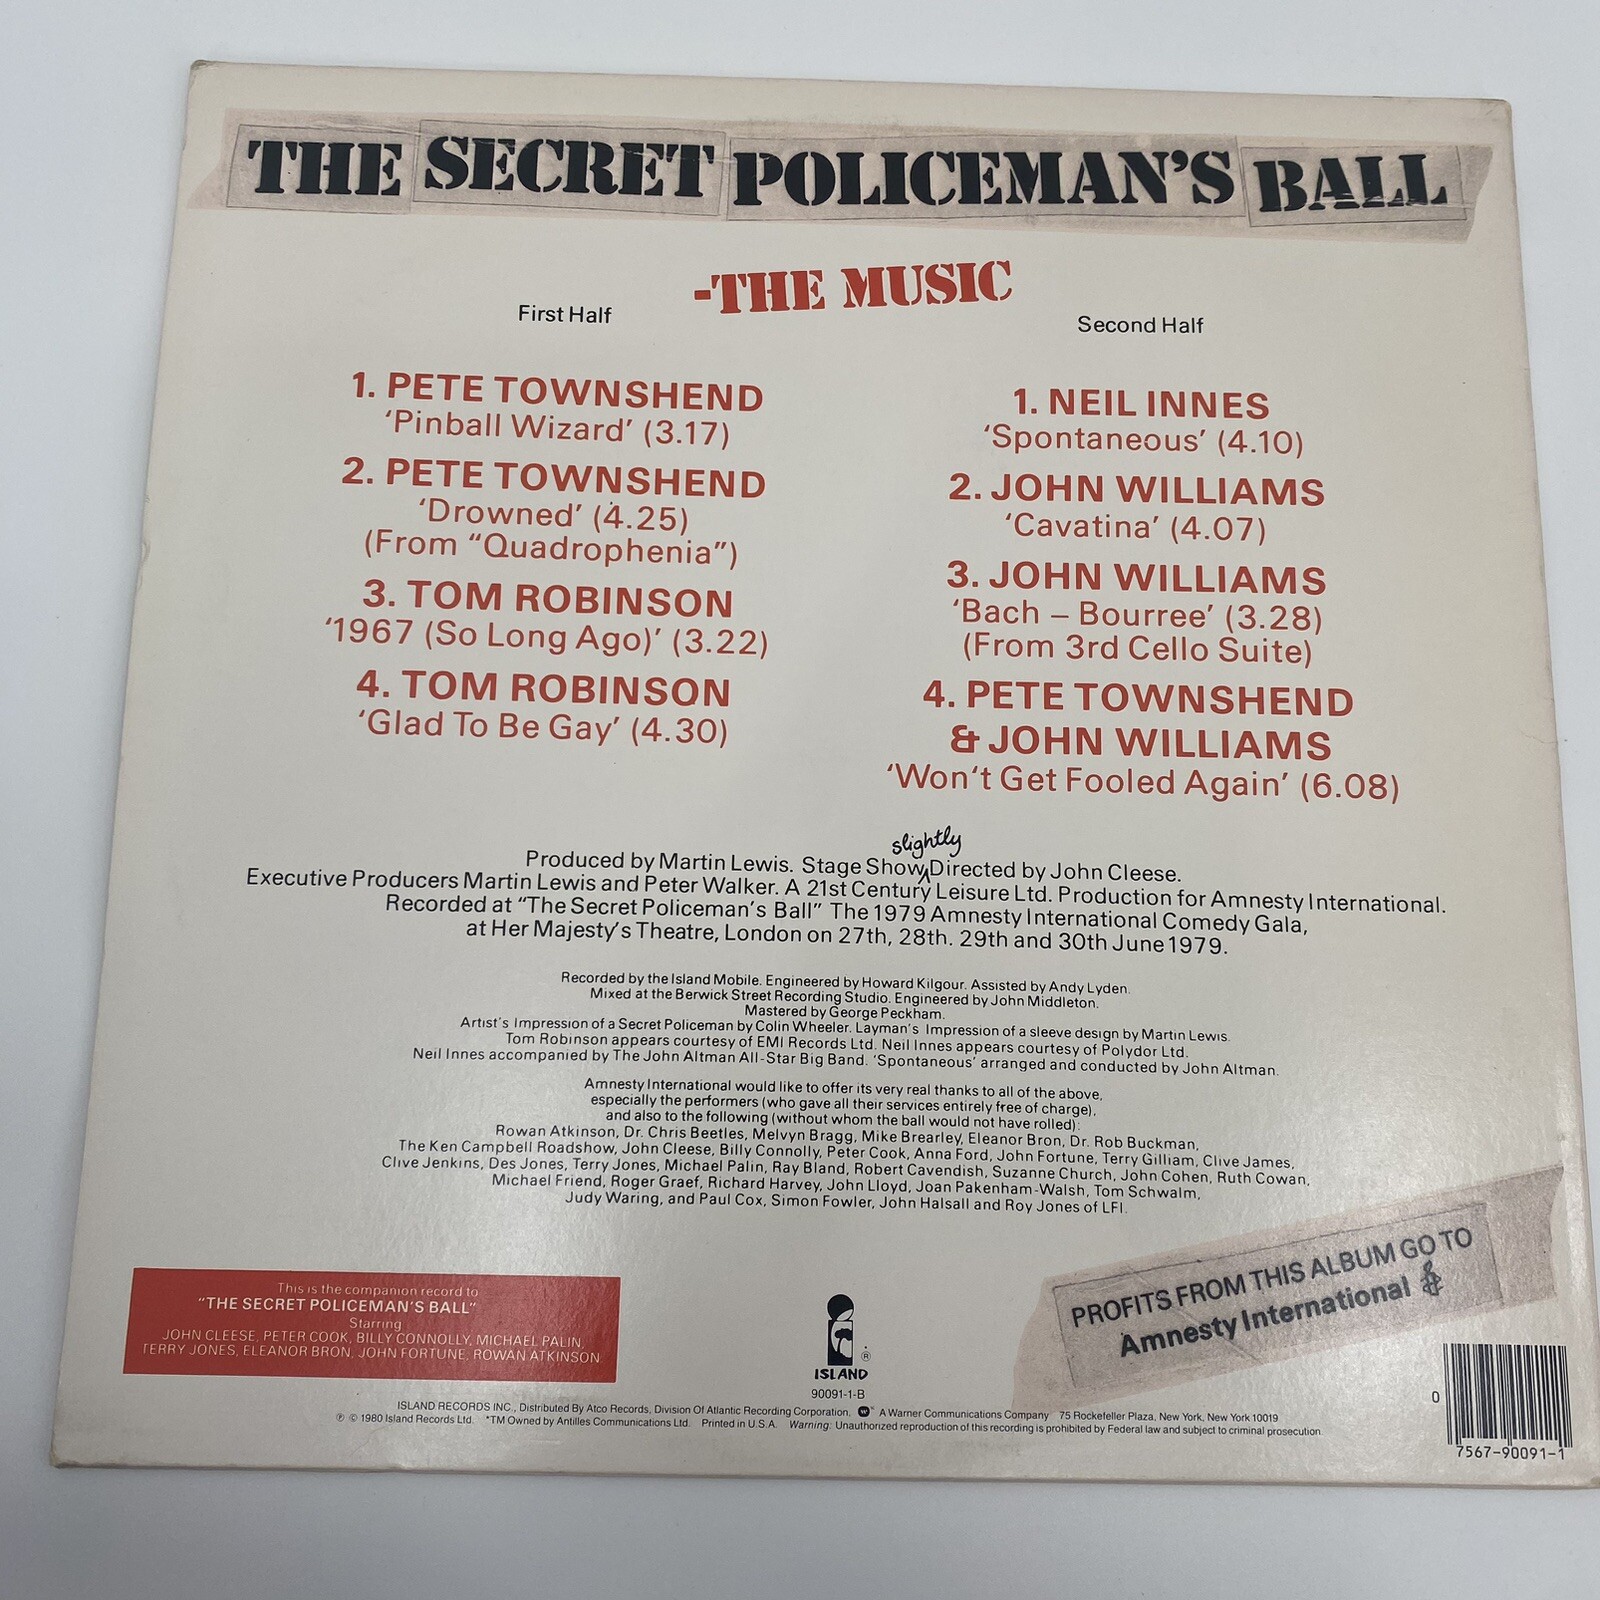 THE SECRET POLICEMAN'S BALL
-THE MUSIC
First Half
1. PETE TOWNSHEND
'Pinball Wizard' (3.17)
2. PETE TOWNSHEND
'Drowned' (4.25)
(From "Quadrophenia")
3. TOM ROBINSON
'1967 (So Long Ago)' (3.22)
4. TOM ROBINSON
'Glad To Be Gay' (4.30)
Second Half
1. NEIL INNES
'Spontaneous' (4.10)
2. JOHN WILLIAMS
'Cavatina' (4.07)
3. JOHN WILLIAMS
'Bach – Bourree' (3.28)
(From 3rd Cello Suite)
4. PETE TOWNSHEND
& JOHN WILLIAMS
'Won't Get Fooled Again' (6.08)
slightly
Produced by Martin Lewis. Stage Show Directed by John Cleese.
Executive Producers Martin Lewis and Peter Walker. A 21st Century Leisure Ltd. Production for Amnesty International.
Recorded at "The Secret Policeman's Ball" The 1979 Amnesty International Comedy Gala,
at Her Majesty's Theatre, London on 27th, 28th. 29th and 30th June 1979.
Recorded by the Island Mobile. Engineered by Howard Kilgour. Assisted by Andy Lyden.
Mixed at the Berwick Street Recording Studio. Engineered by John Middleton.
Mastered by George Peckham.
Artist's Impression of a Secret Policeman by Colin Wheeler. Layman's Impression of a sleeve design by Martin Lewis.
Tom Robinson appears courtesy of EMI Records Ltd. Neil Innes appears courtesy of Polydor Ltd.
Neil Innes accompanied by The John Altman All-Star Big Band. 'Spontaneous' arranged and conducted by John Altman.
Amnesty International would like to offer its very real thanks to all of the above,
especially the performers (who gave all their services entirely free of charge),
and also to the following (without whom the ball would not have rolled):
Rowan Atkinson, Dr. Chris Beetles, Melvyn Bragg, Mike Brearley, Eleanor Bron, Dr. Rob Buckman,
The Ken Campbell Roadshow, John Cleese, Billy Connolly, Peter Cook, Anna Ford, John Fortune, Terry Gilliam, Clive James,
Clive Jenkins, Des Jones, Terry Jones, Michael Palin, Ray Bland, Robert Cavendish, Suzanne Church, John Cohen, Ruth Cowan,
Michael Friend, Roger Graef, Richard Harvey, John Lloyd, Joan Pakenham-Walsh, Tom Schwalm,
Judy Waring, and Paul Cox, Simon Fowler, John Halsall and Roy Jones of LFI.
This is the companion record to
"THE SECRET POLICEMAN'S BALL"
Starring
JOHN CLEESE, PETER COOK, BILLY CONNOLLY, MICHAEL PALIN,
TERRY JONES, ELEANOR BRON, JOHN FORTUNE, ROWAN ATKINSON
PROFITS FROM THIS ALBUM GO TO
Amnesty International
®
ISLAND
90091-1-B
ISLAND RECORDS INC., Distributed By Atco Records, Division Of Atlantic Recording Corporation. A Warner Communications Company 75 Rockefeller Plaza, New York, New York 10019
℗ © 1980 Island Records Ltd. *TM Owned by Antilles Communications Ltd. Printed in U.S.A. Warning: Unauthorized reproduction of this recording is prohibited by Federal law and subject to criminal prosecution.
0
7567-90091-1